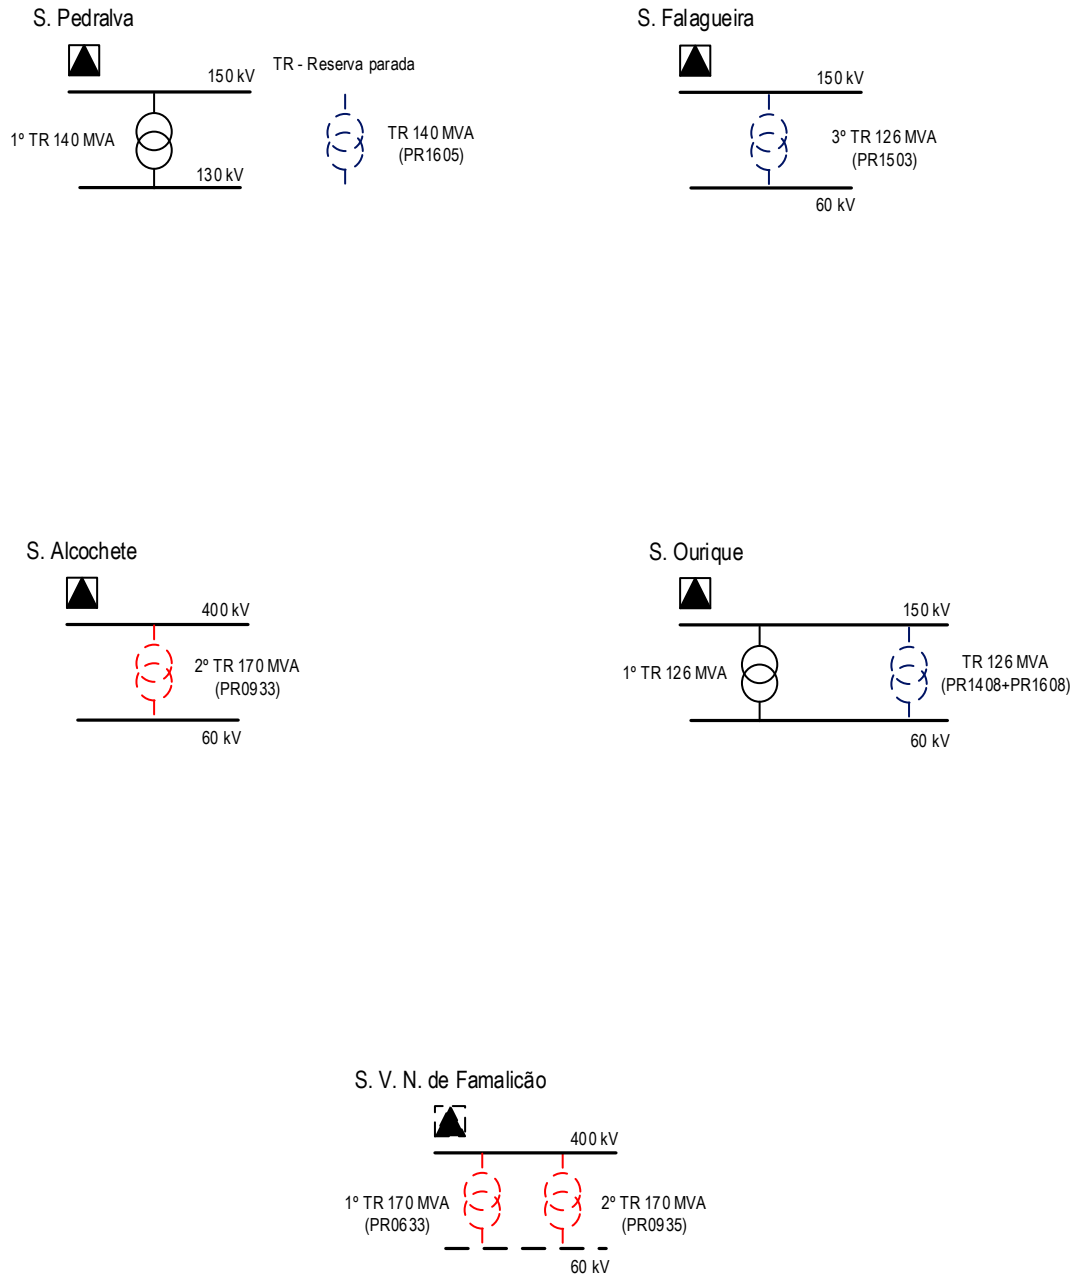 S. Pedralva
TR - Reserva parada
150 kV
1º TR 140 MVA
TR 140 MVA
(PR1605)
130 kV
S. Falagueira
150 kV
3º TR 126 MVA
(PR1503)
60 kV
S. Alcochete
400 kV
2º TR 170 MVA
(PR0933)
60 kV
S. Ourique
150 kV
1º TR 126 MVA
TR 126 MVA
(PR1408+PR1608)
60 kV
S. V. N. de Famalicão
400 kV
1º TR 170 MVA
(PR0633)
2º TR 170 MVA
(PR0935)
60 kV